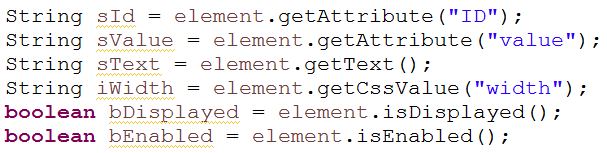 String sId = element.getAttribute("ID");
String sValue = element.getAttribute("value");
String sText = element.getText();
String iWidth = element.getCssValue("width");
boolean bDisplayed = element.isDisplayed();
boolean bEnabled = element.isEnabled();